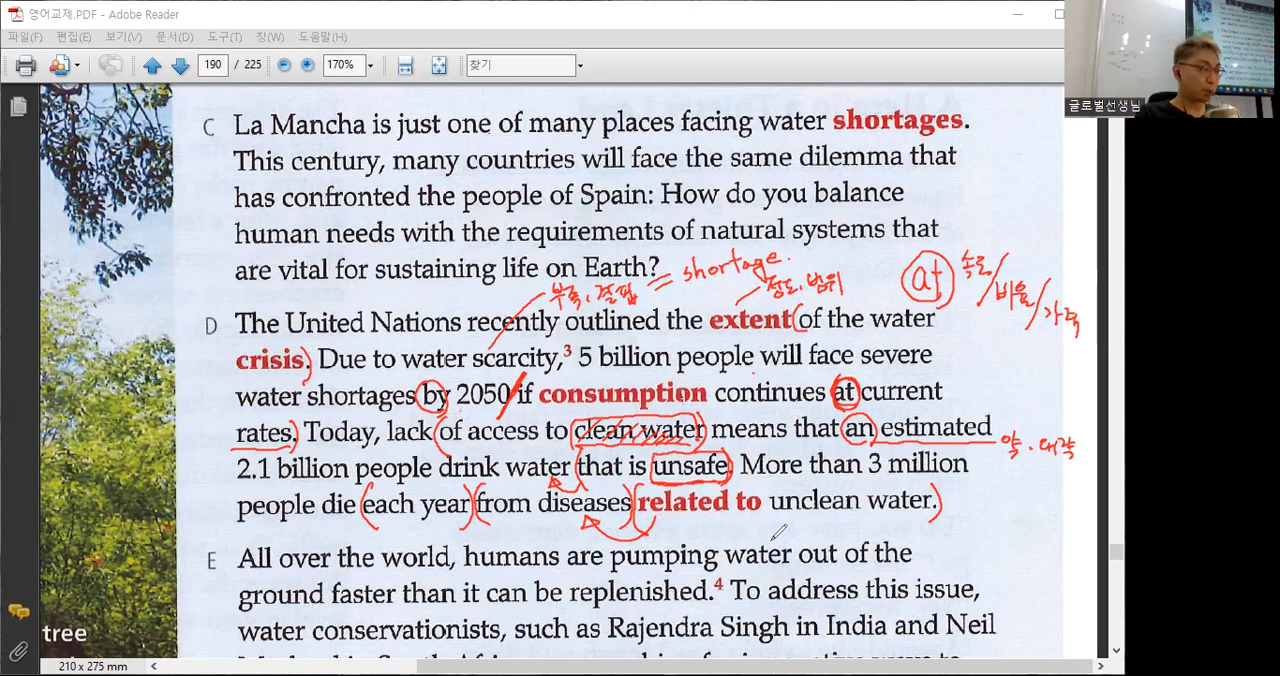 영어교제.PDF - Adobe Reader
파일(F) 편집(E) 보기(V) 문서(D) 도구(T) 창(W) 도움말(H)
190 / 225 170% 찾기
글로벌선생님
C La Mancha is just one of many places facing water shortages.
This century, many countries will face the same dilemma that
has confronted the people of Spain: How do you balance
human needs with the requirements of natural systems that
are vital for sustaining life on Earth?
부족, 결핍 = shortage.
정도, 범위
at 속도/비용/가격
D The United Nations recently outlined the extent of the water
crisis. Due to water scarcity,³ 5 billion people will face severe
water shortages by 2050 if consumption continues at current
rates. Today, lack of access to clean water means that an estimated
약, 대략
2.1 billion people drink water that is unsafe. More than 3 million
people die each year from diseases related to unclean water.
E All over the world, humans are pumping water out of the
ground faster than it can be replenished.⁴ To address this issue,
water conservationists, such as Rajendra Singh in India and Neil
tree
210 x 275 mm